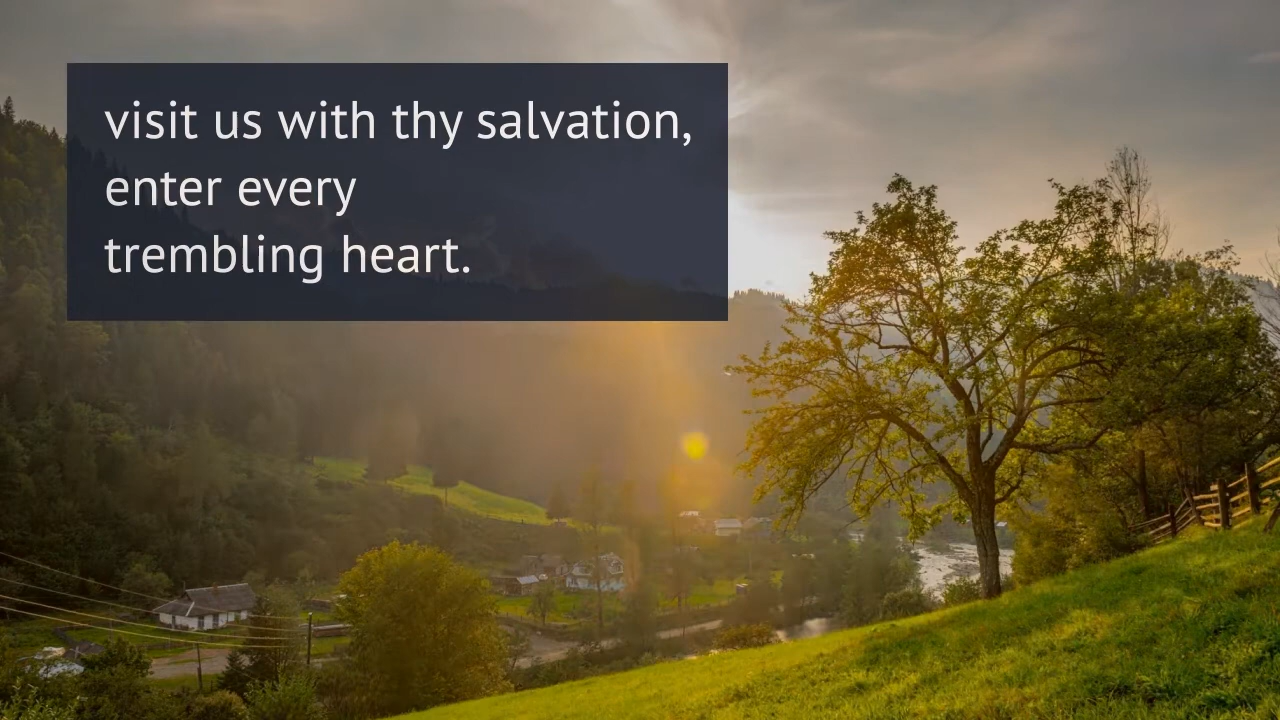 visit us with thy salvation,
enter every
trembling heart.